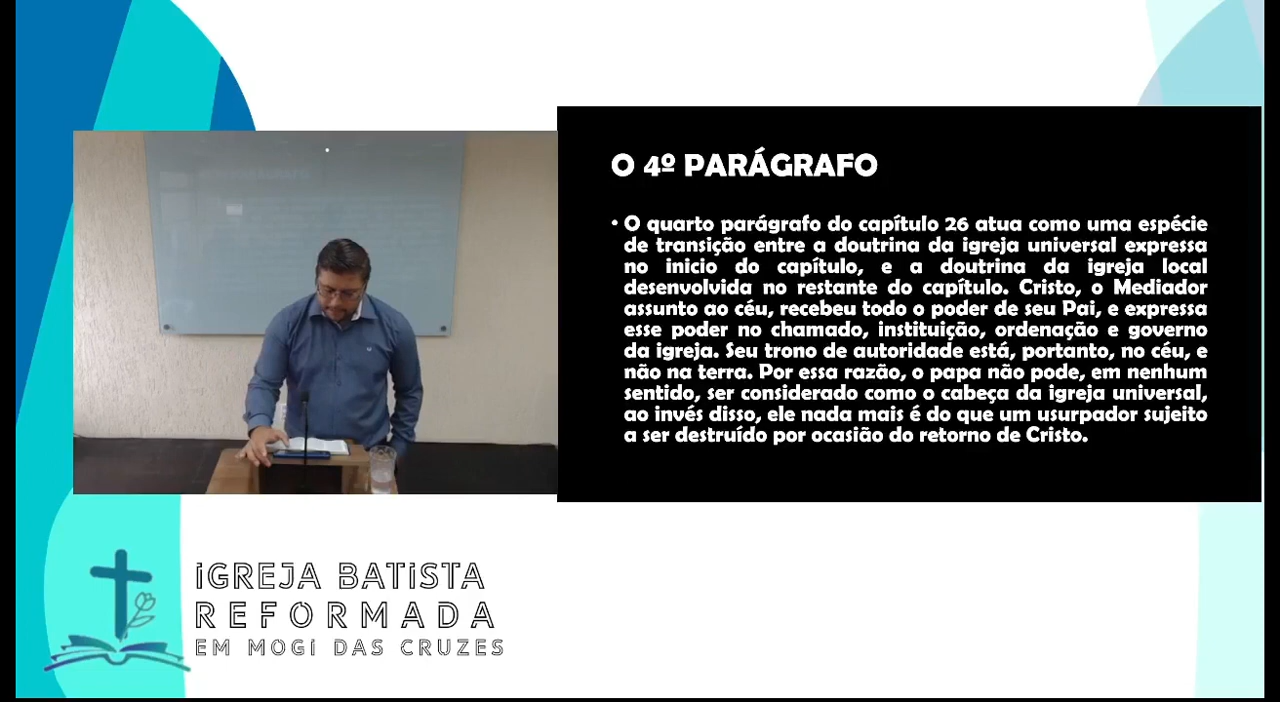 O 4º PARÁGRAFO
• O quarto parágrafo do capítulo 26 atua como uma espécie
de transição entre a doutrina da igreja universal expressa
no inicio do capítulo, e a doutrina da igreja local
desenvolvida no restante do capítulo. Cristo, o Mediador
assunto ao céu, recebeu todo o poder de seu Pai, e expressa
esse poder no chamado, instituição, ordenação e governo
da igreja. Seu trono de autoridade está, portanto, no céu, e
não na terra. Por essa razão, o papa não pode, em nenhum
sentido, ser considerado como o cabeça da igreja universal,
ao invés disso, ele nada mais é do que um usurpador sujeito
a ser destruído por ocasião do retorno de Cristo.
IGREJA BATISTA
REFORMADA
EM MOGI DAS CRUZES